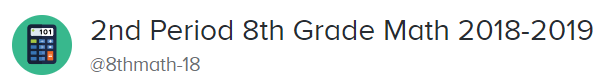 101
2nd Period 8th Grade Math 2018-2019
@8thmath-18